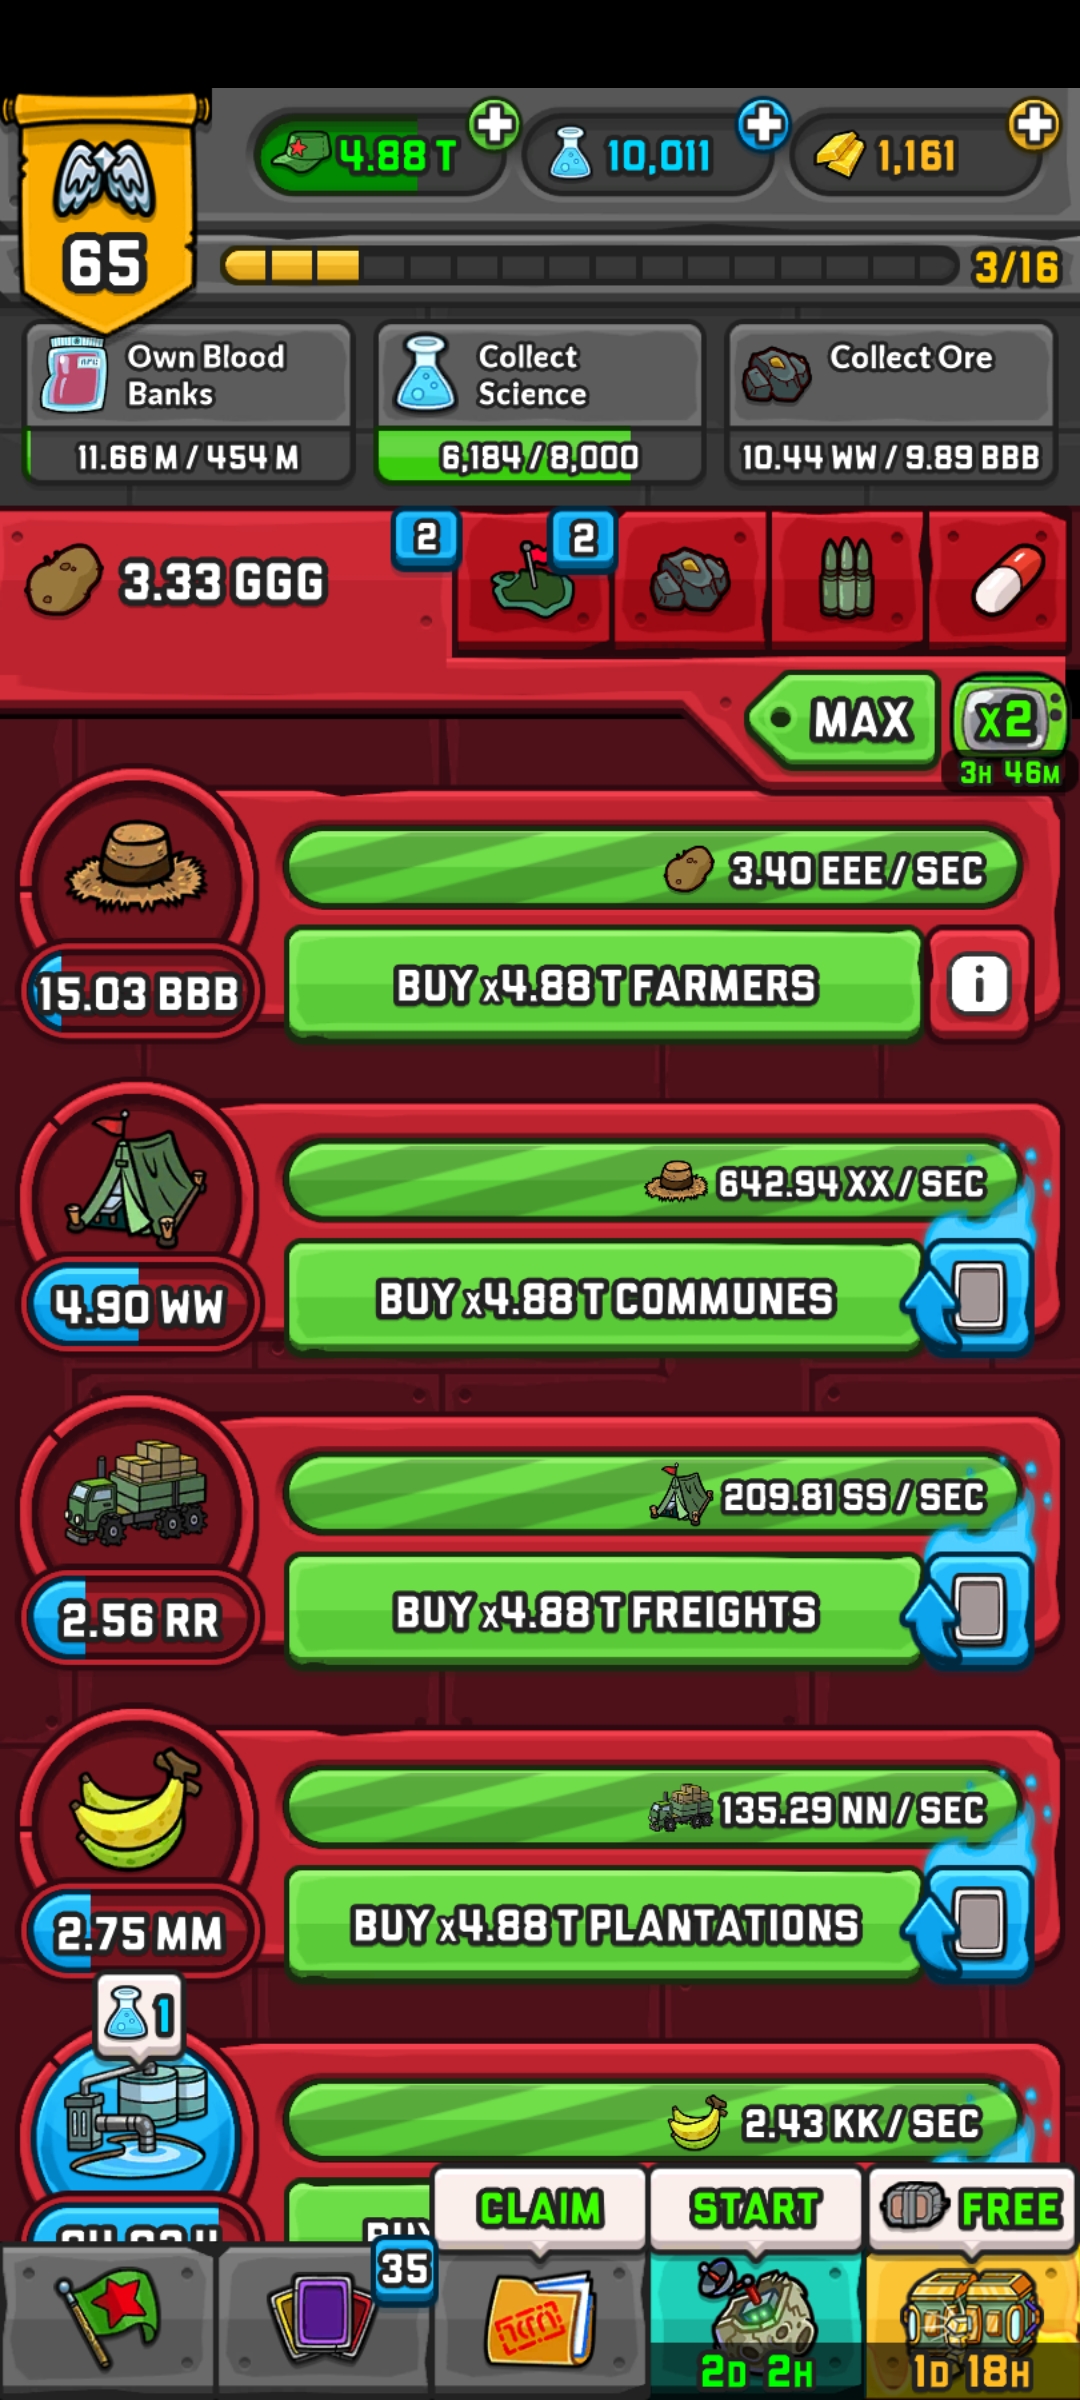 65
4.88 T
10,011
1,161
3/16
Own Blood
Banks
11.66 M / 454 M
Collect
Science
6,184 / 8,000
Collect Ore
10.44 WW / 9.89 BBB
3.33 GGG
2
2
MAX
x2
3H 46M
3.40 EEE / SEC
15.03 BBB
BUY x4.88 T FARMERS
i
642.94 XX / SEC
4.90 WW
BUY x4.88 T COMMUNES
209.81 SS / SEC
2.56 RR
BUY x4.88 T FREIGHTS
135.29 NN / SEC
2.75 MM
BUY x4.88 T PLANTATIONS
1
2.43 KK / SEC
BUY
CLAIM
START
FREE
35
2D 2H
1D 18H